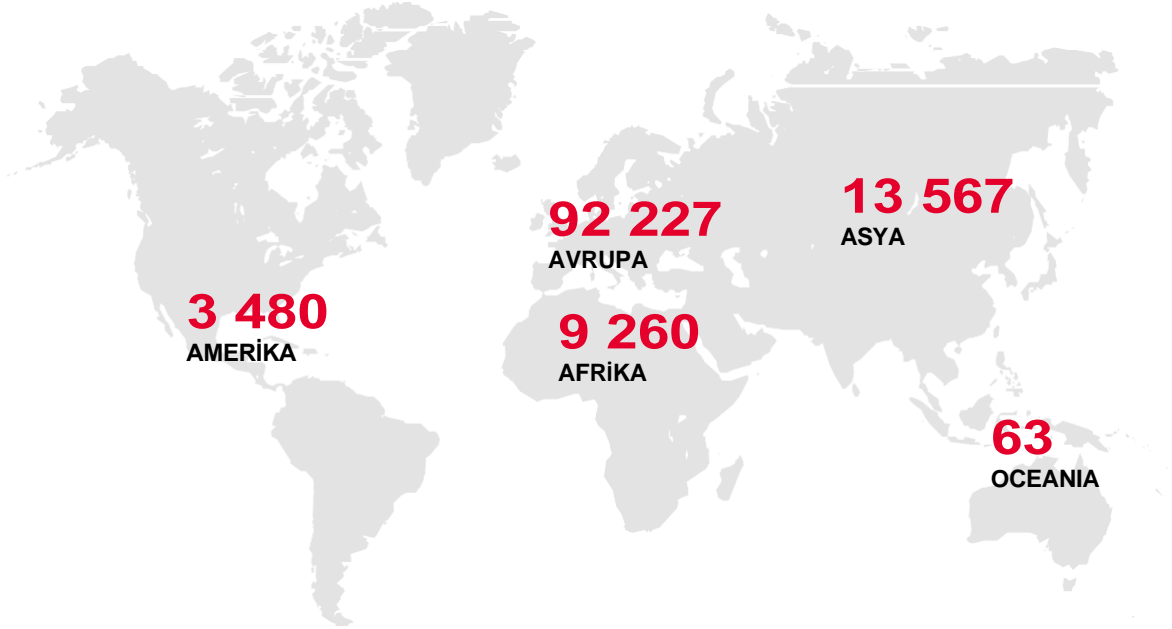 13 567
ASYA
92 227
AVRUPA
3 480
AMERİKA
9 260
AFRİKA
63
OCEANIA